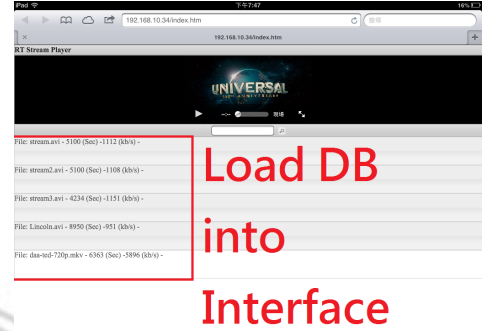 iPad 下午7:47 16%
192.168.10.34/index.htm
192.168.10.34/index.htm
RT Stream Player
UNIVERSAL
現場
File: stream.avi - 5100 (Sec) -1112 (kb/s) -
File: stream2.avi - 5100 (Sec) -1108 (kb/s) -
File: stream3.avi - 4234 (Sec) -1151 (kb/s) -
File: Lincoln.avi - 8950 (Sec) -951 (kb/s) -
File: daa-ted-720p.mkv - 6363 (Sec) -5896 (kb/s) -
Load DB
into
Interface